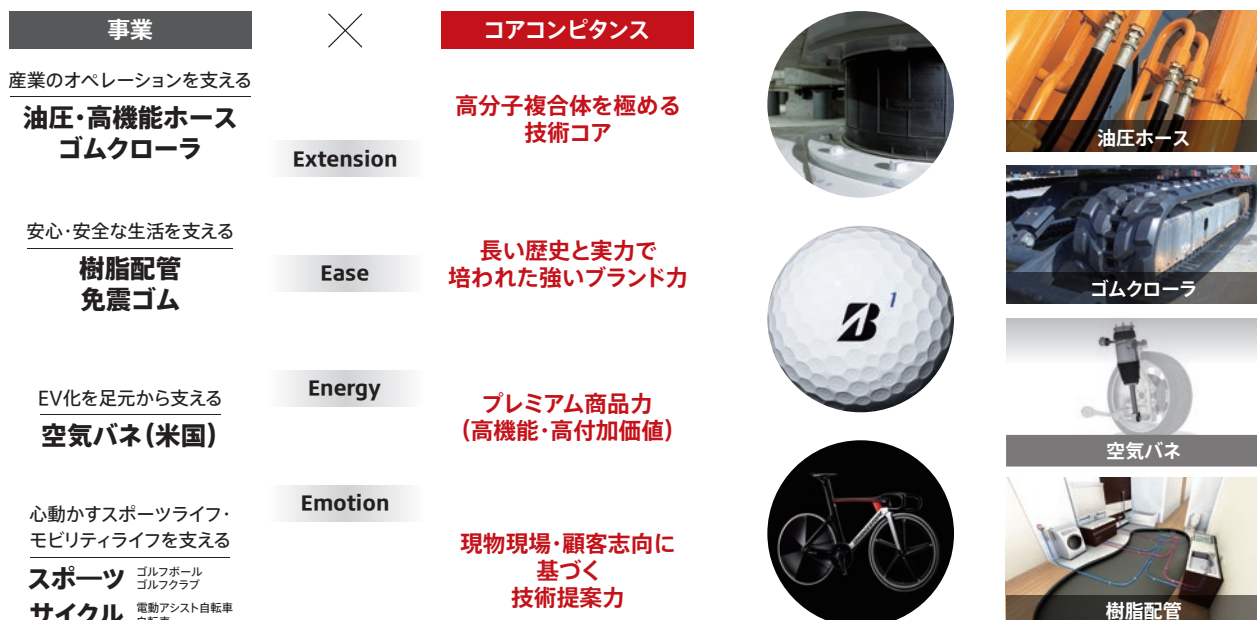 事業
コアコンピタンス
産業のオペレーションを支える
油圧・高機能ホース
ゴムクローラ
安心・安全な生活を支える
樹脂配管
免震ゴム
EV化を足元から支える
空気バネ（米国）
心動かすスポーツライフ・
モビリティライフを支える
スポーツ ゴルフボール
ゴルフクラブ
サイクル 電動アシスト自転車
自転車
Extension
Ease
Energy
Emotion
高分子複合体を極める
技術コア
長い歴史と実力で
培われた強いブランド力
プレミアム商品力
（高機能・高付加価値）
現物現場・顧客志向に
基づく
技術提案力
B 1
油圧ホース
ゴムクローラ
空気バネ
樹脂配管